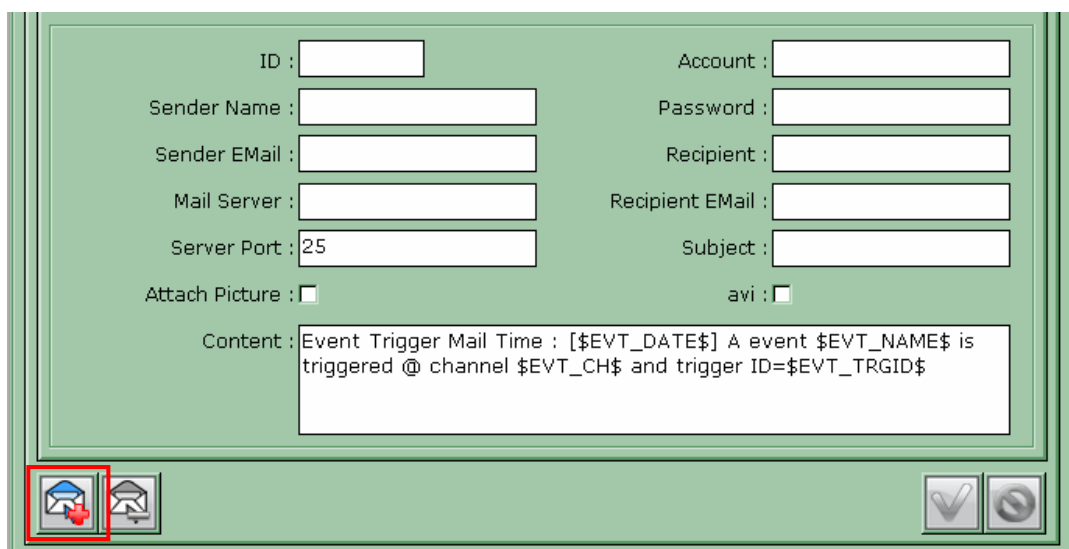 ID :
Account :
Sender Name :
Password :
Sender EMail :
Recipient :
Mail Server :
Recipient EMail :
Server Port : 25
Subject :
Attach Picture :
avi :
Content : Event Trigger Mail Time : [$EVT_DATE$] A event $EVT_NAME$ is
triggered @ channel $EVT_CH$ and trigger ID=$EVT_TRGID$